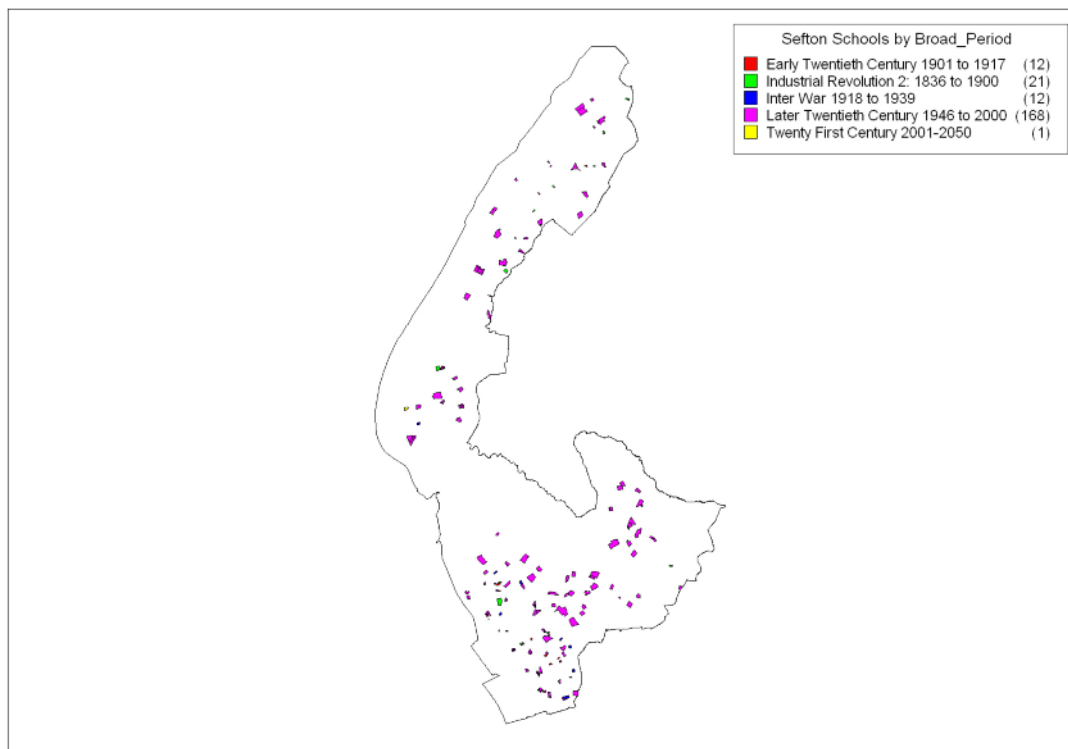 Sefton Schools by Broad_Period
Early Twentieth Century 1901 to 1917 (12)
Industrial Revolution 2: 1836 to 1900 (21)
Inter War 1918 to 1939 (12)
Later Twentieth Century 1946 to 2000 (168)
Twenty First Century 2001-2050 (1)